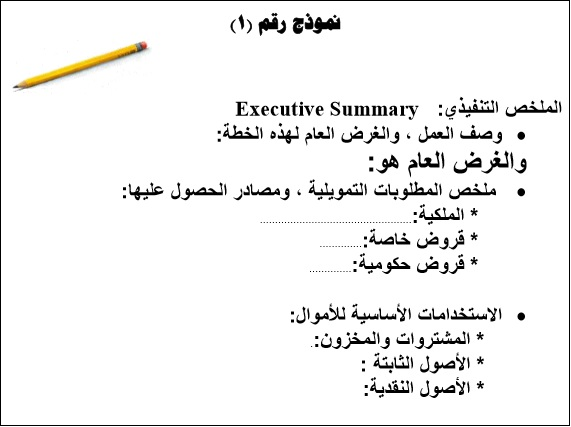 نموذج رقم (١)
الملخص التنفيذي: Executive Summary
• وصف العمل ، والغرض العام لهذه الخطة:
والغرض العام هو:
• ملخص المطلوبات التمويلية ، ومصادر الحصول عليها:
* الملكية:..................................................
* قروض خاصة:..............
* قروض حكومية:..............
• الاستخدامات الأساسية للأموال:
* المشتروات والمخزون:.
* الأصول الثابتة :
* الأصول النقدية: